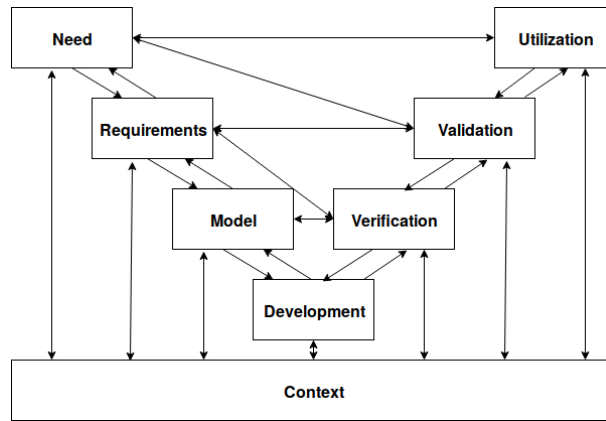 Need
Utilization
Requirements
Validation
Model
Verification
Development
Context